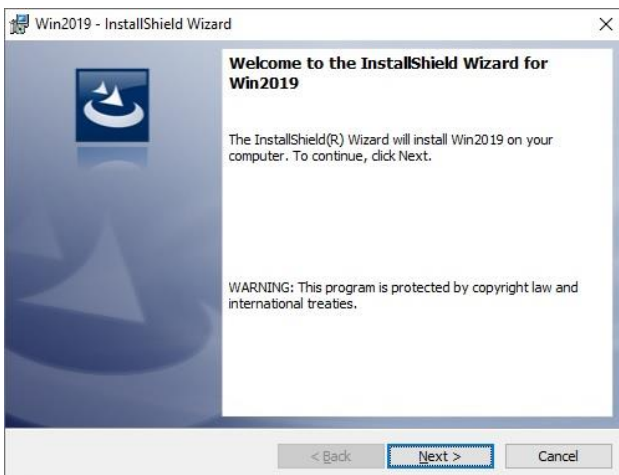 Win2019 - InstallShield Wizard
Welcome to the InstallShield Wizard for
Win2019
The InstallShield(R) Wizard will install Win2019 on your
computer. To continue, click Next.
WARNING: This program is protected by copyright law and
international treaties.
< Back
Next >
Cancel